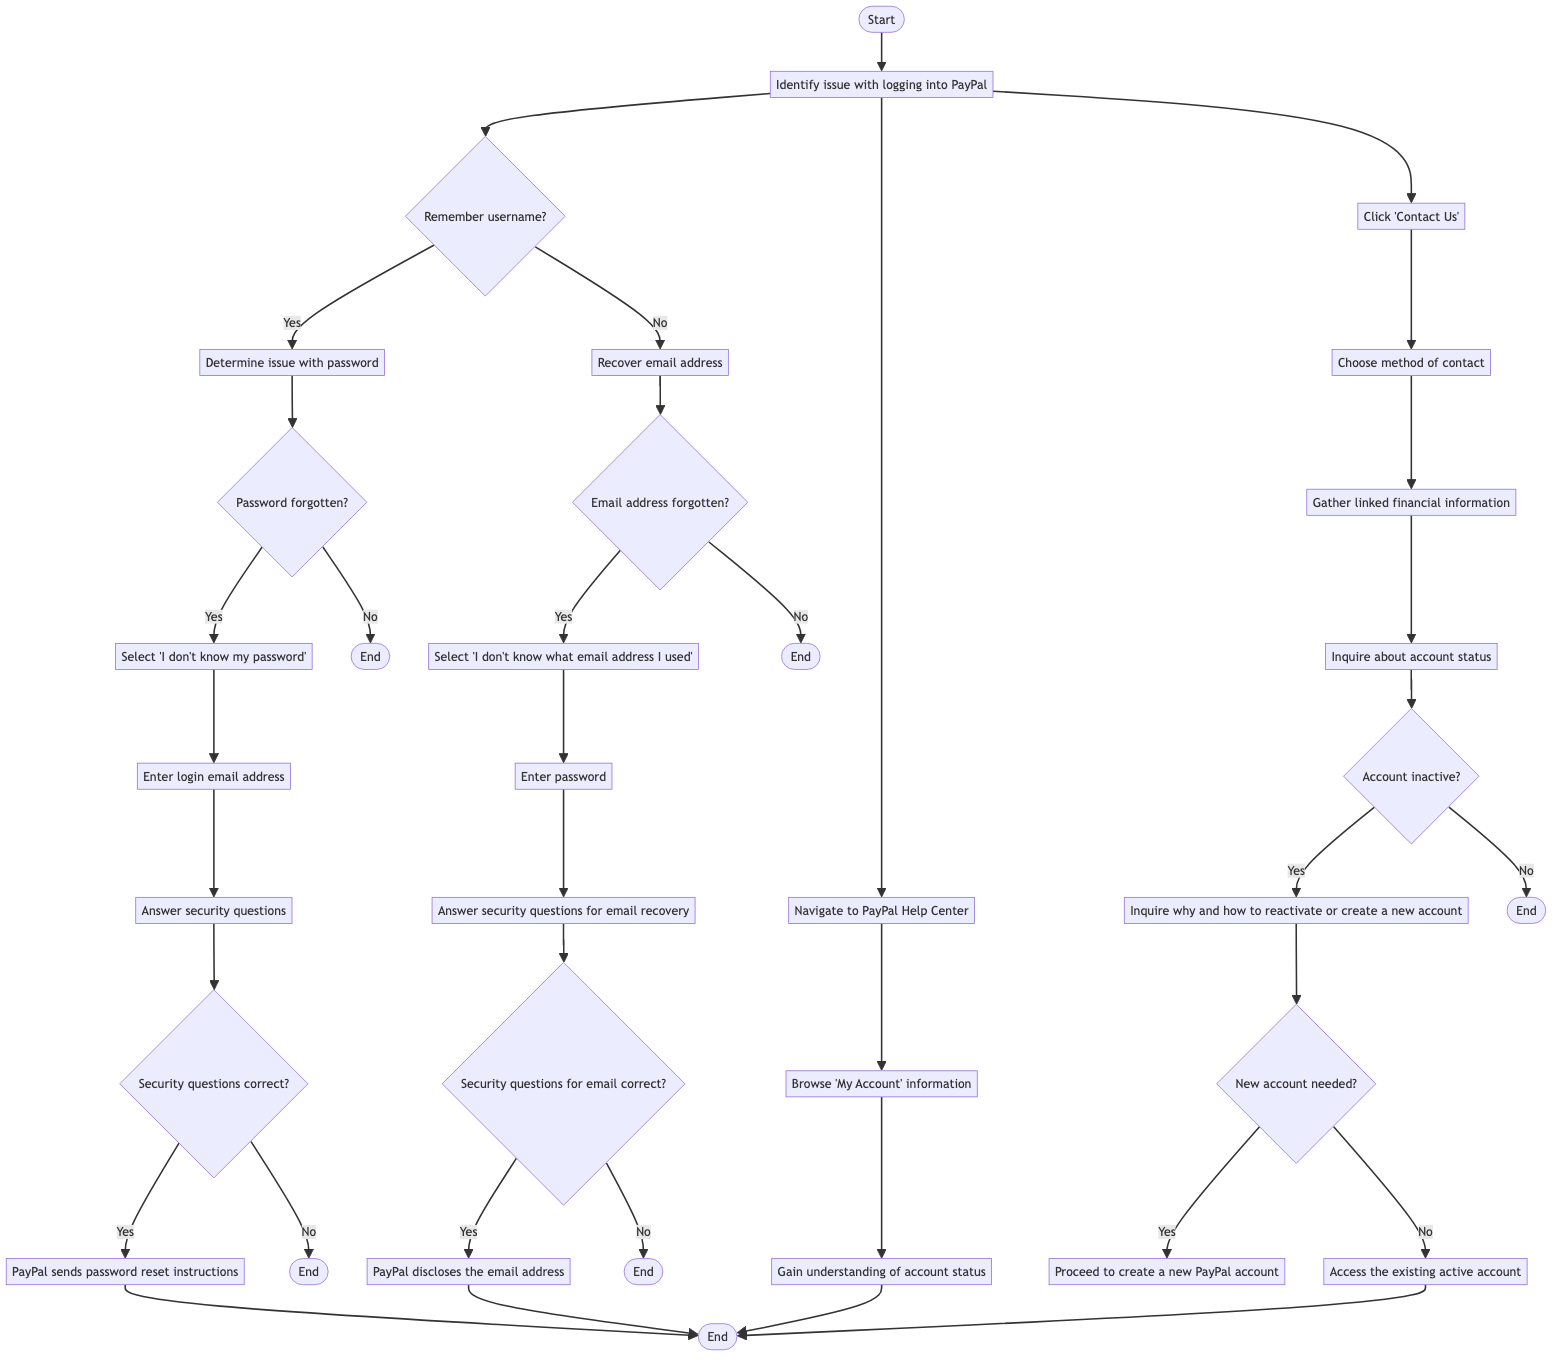 Start
Identify issue with logging into PayPal
Remember username?
Click 'Contact Us'
Yes
No
Determine issue with password
Recover email address
Choose method of contact
Password forgotten?
Email address forgotten?
Gather linked financial information
Yes
No
Yes
No
Select 'I don't know my password'
End
Select 'I don't know what email address I used'
End
Inquire about account status
Enter login email address
Enter password
Account inactive?
Yes
No
Answer security questions
Answer security questions for email recovery
Navigate to PayPal Help Center
Inquire why and how to reactivate or create a new account
End
Security questions correct?
Security questions for email correct?
Browse 'My Account' information
New account needed?
Yes
No
Yes
No
Yes
No
PayPal sends password reset instructions
End
PayPal discloses the email address
End
Gain understanding of account status
Proceed to create a new PayPal account
Access the existing active account
End